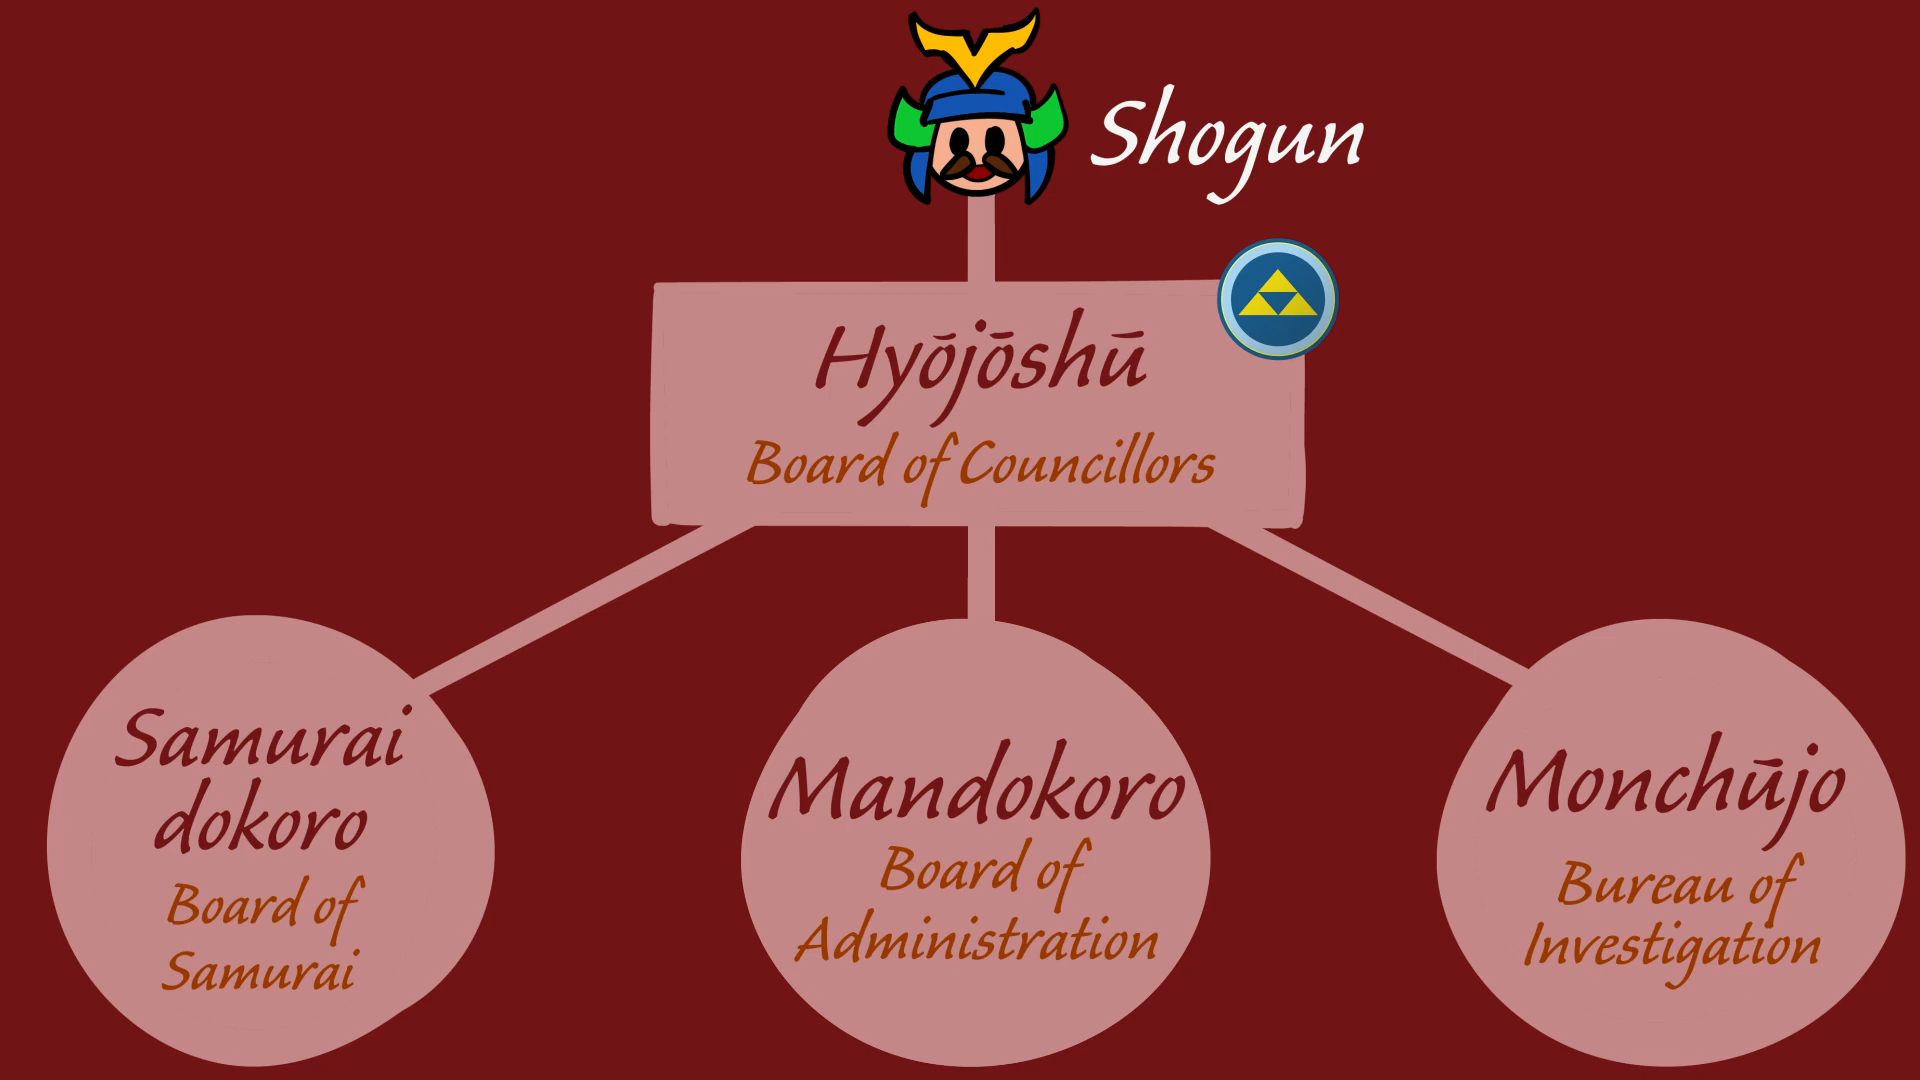 Shogun
Hyōjōshū
Board of Councillors
Samurai
dokoro
Board of
Samurai
Mandokoro
Board of
Administration
Monchūjo
Bureau of
Investigation